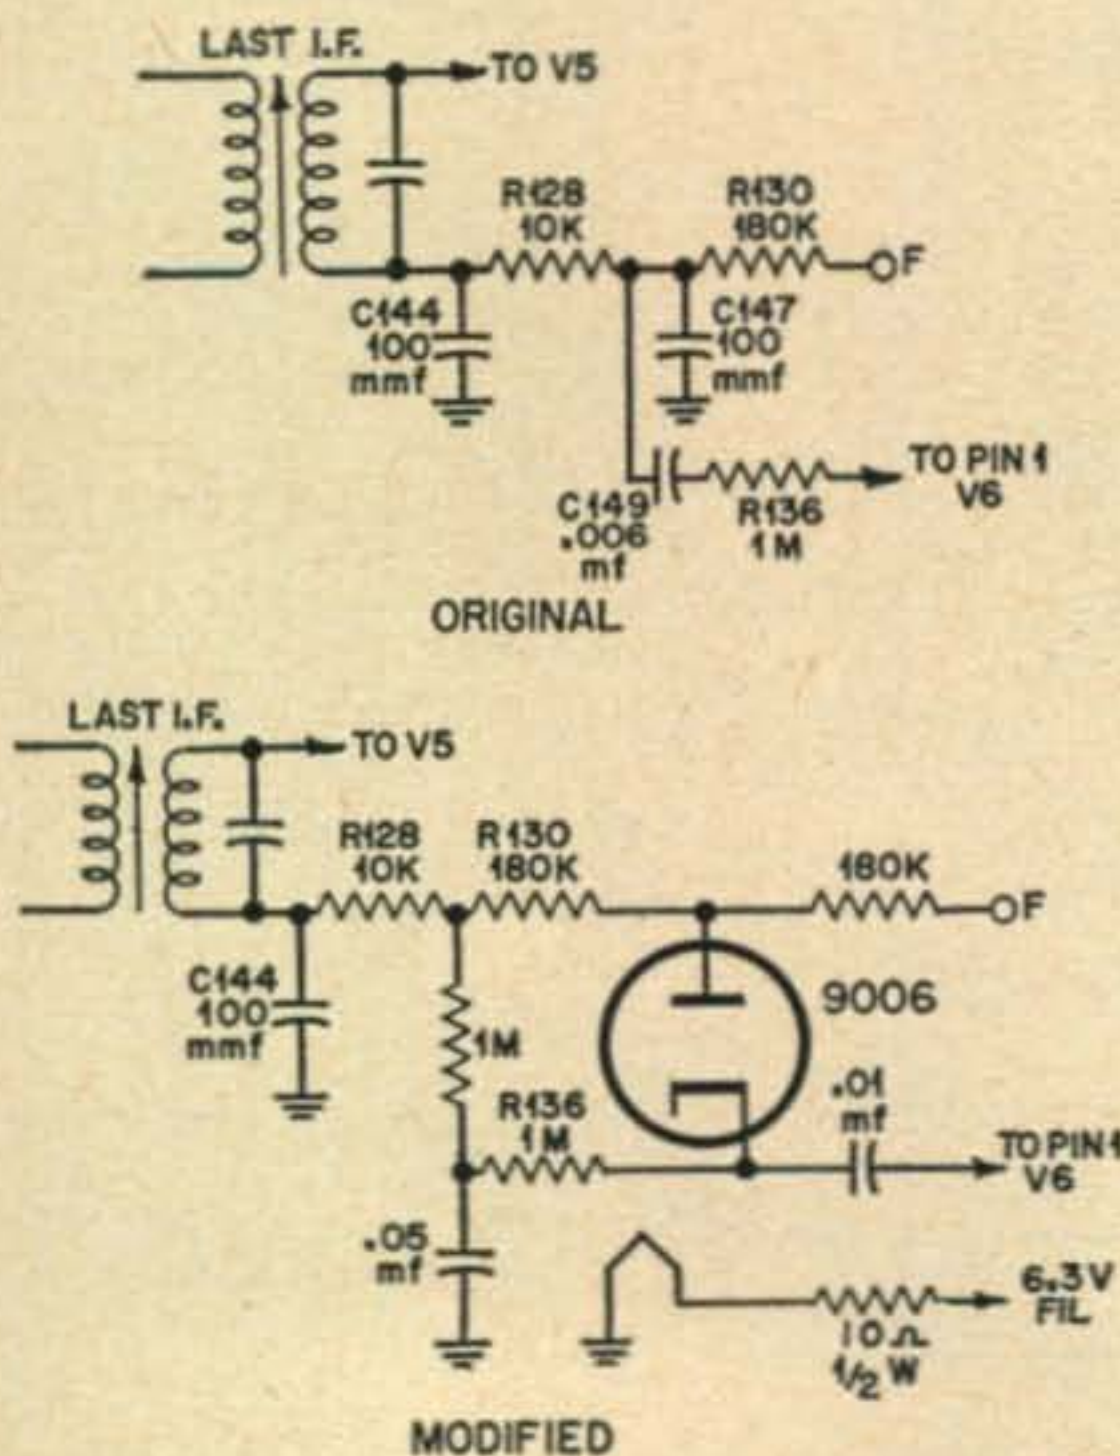 LAST I.F.
TO V5
R128
10K
R130
180K
F
C144
100
mmf
C147
100
mmf
C149
.006
mf
R136
1M
TO PIN 1
V6
ORIGINAL
LAST I.F.
TO V5
R128
10K
R130
180K
180K
F
C144
100
mmf
1M
9006
R136
1M
.01
mf
TO PIN 1
V6
.05
mf
6.3V
FIL
10Ω
1/2 W
MODIFIED